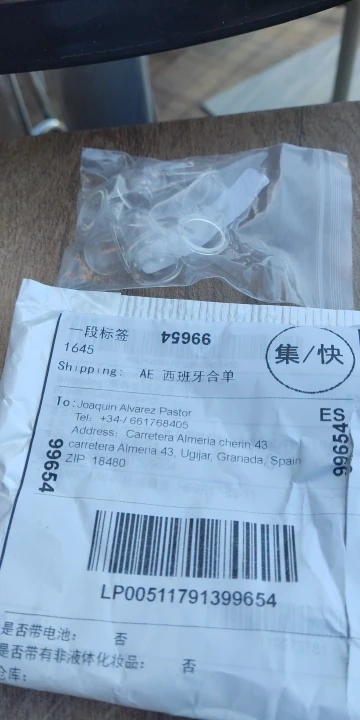 一段标签
99654
1645
集/快
Shipping: AE 西班牙合单
To: Joaquin Alvarez Pastor
ES
Tel: +34-/ 661768405
Address: Carretera Almeria cherin 43
carretera Almeria 43, Ugijar, Granada, Spain
ZIP 18480
99654
99654
LP00511791399654
是否带电池： 否
是否带有非液体化妆品： 否
仓库：